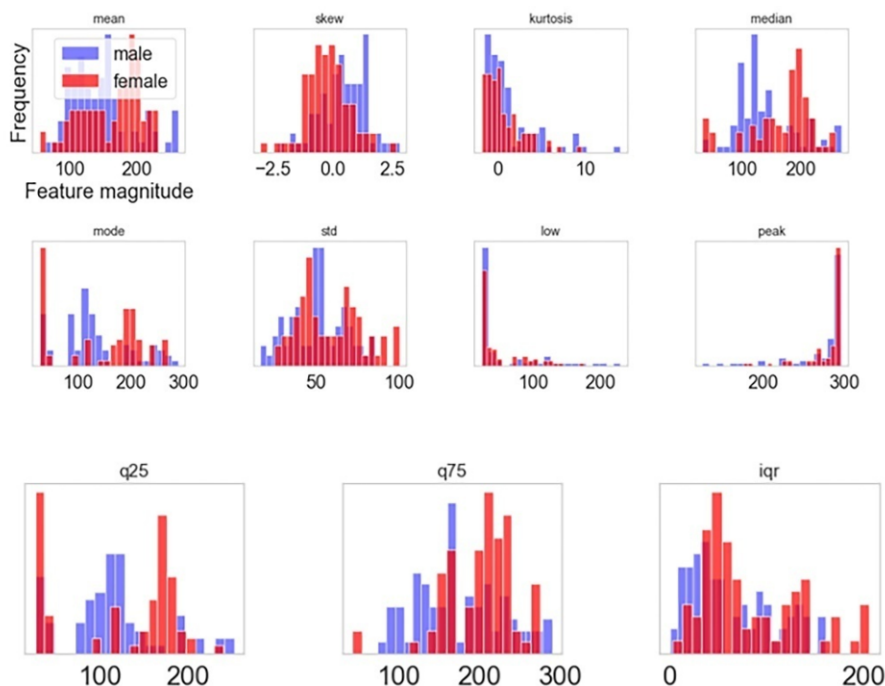 mean skew kurtosis median
male
female
Frequency
100 200 −2.5 0.0 2.5 0 10 100 200
Feature magnitude
mode std low peak
100 200 300 50 100 100 200 200 300
q25 q75 iqr
100 200 100 200 300 0 200